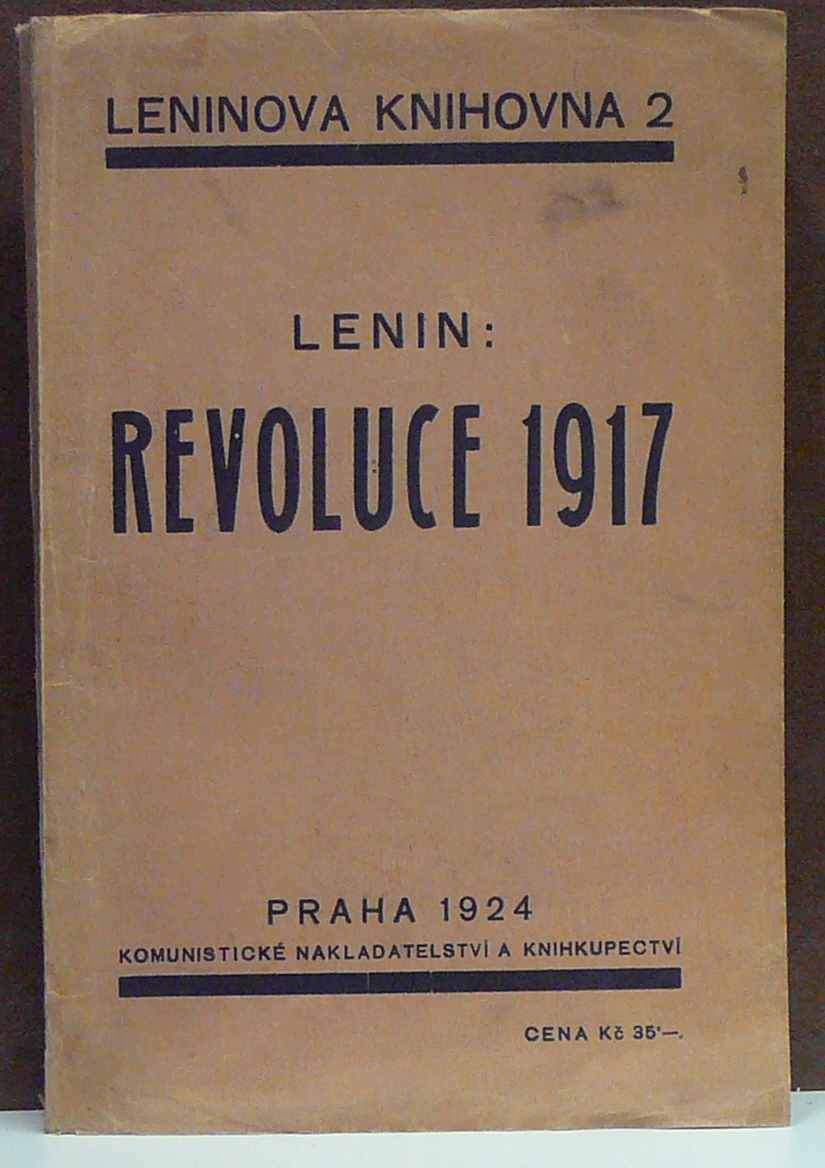 LENINOVA KNIHOVNA 2
LENIN:
REVOLUCE 1917
PRAHA 1924
KOMUNISTICKÉ NAKLADATELSTVÍ A KNIHKUPECTVÍ
CENA Kč 35'—.